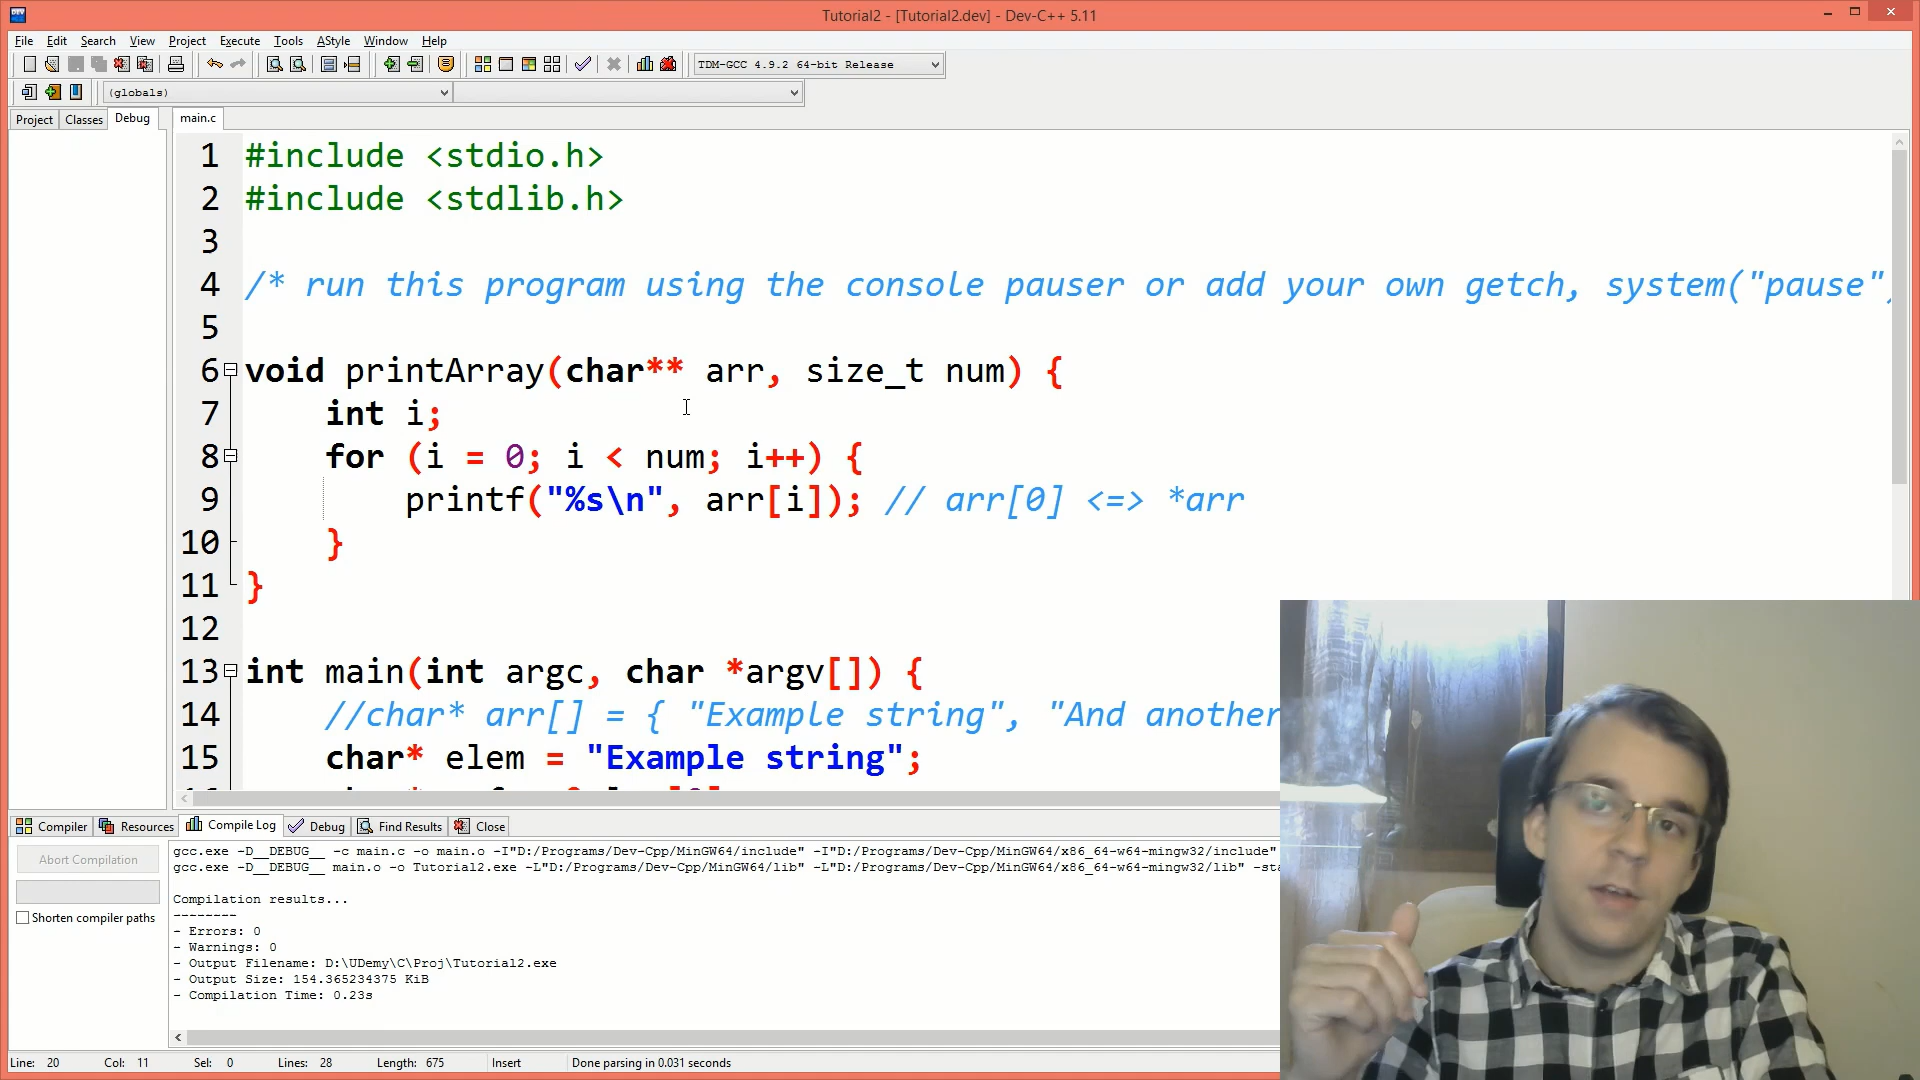 Tutorial2 - [Tutorial2.dev] - Dev-C++ 5.11
File Edit Search View Project Execute Tools AStyle Window Help
TDM-GCC 4.9.2 64-bit Release
(globals)
Project Classes Debug main.c
1 #include <stdio.h>
2 #include <stdlib.h>
3
4 /* run this program using the console pauser or add your own getch, system("pause")
5
6 void printArray(char** arr, size_t num) {
7 int i;
8 for (i = 0; i < num; i++) {
9 printf("%s\n", arr[i]); // arr[0] <=> *arr
10 }
11 }
12
13 int main(int argc, char *argv[]) {
14 //char* arr[] = { "Example string", "And another
15 char* elem = "Example string";
Compiler Resources Compile Log Debug Find Results Close
Abort Compilation
Shorten compiler paths
gcc.exe -D__DEBUG__ -c main.c -o main.o -I"D:/Programs/Dev-Cpp/MinGW64/include" -I"D:/Programs/Dev-Cpp/MinGW64/x86_64-w64-mingw32/include"
gcc.exe -D__DEBUG__ main.o -o Tutorial2.exe -L"D:/Programs/Dev-Cpp/MinGW64/lib" -L"D:/Programs/Dev-Cpp/MinGW64/x86_64-w64-mingw32/lib" -sta
Compilation results...
--------
- Errors: 0
- Warnings: 0
- Output Filename: D:\UDemy\C\Proj\Tutorial2.exe
- Output Size: 154.365234375 KiB
- Compilation Time: 0.23s
Line: 20 Col: 11 Sel: 0 Lines: 28 Length: 675 Insert Done parsing in 0.031 seconds